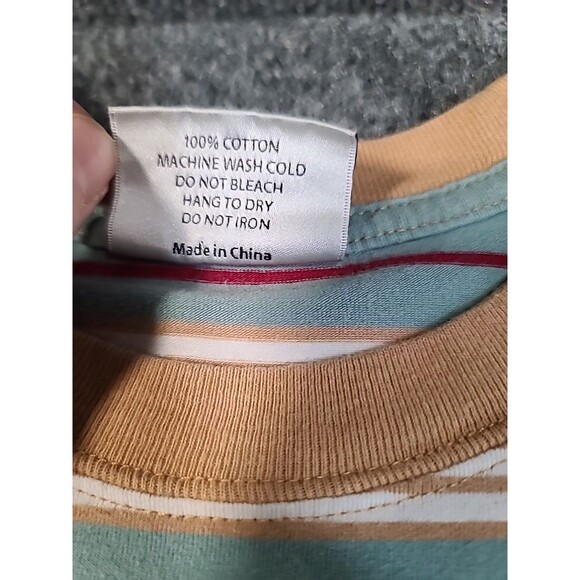 100% COTTON
MACHINE WASH COLD
DO NOT BLEACH
HANG TO DRY
DO NOT IRON
Made in China